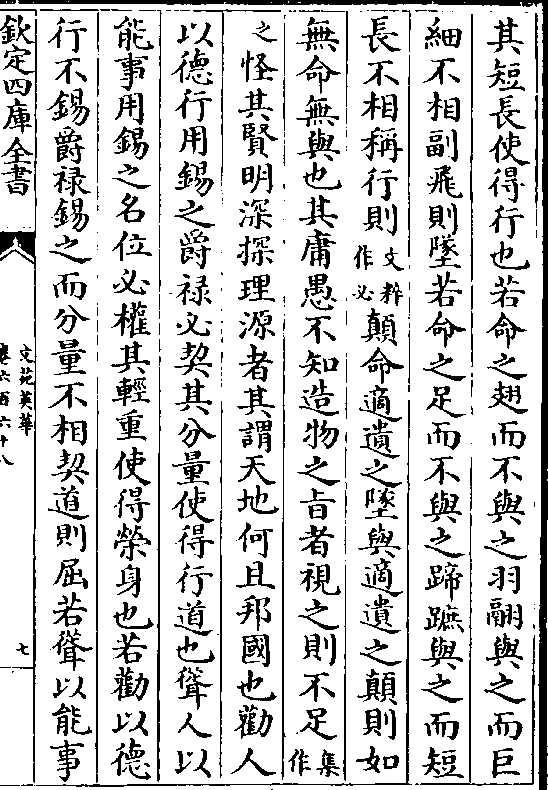 其短長使得行也若命之翅而不與之羽翮與之而巨
細不相副飛則墜若命之足而不與之蹄蹠與之而短
長不相稱行則文粹作必顛命適遺之墜與適遺之顛則如
無命無與也其庸愚不知造物之旨者視之則不足集作
之怪其賢明深探理源者其謂天地何且邦國也勸人
以德行用錫之爵祿必契其分量使得行道也聳人以
能事用錫之名位必權其輕重使得榮身也若勸以德
行不錫爵祿錫之而分量不相契道則屈若聳以能事
欽定四庫全書
文苑英華
卷六百六十八
七